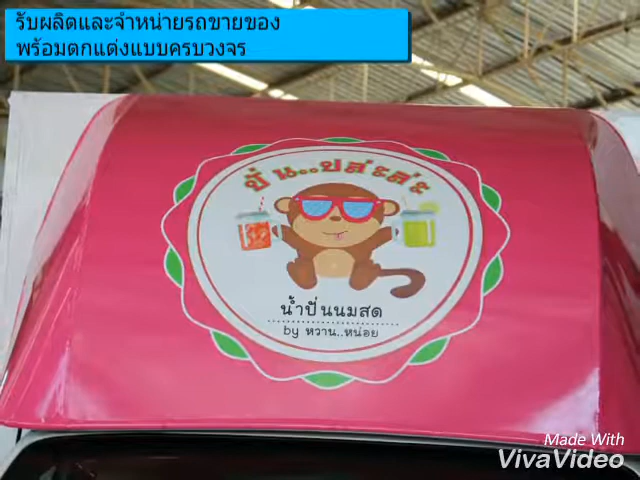 รับผลิตและจำหน่ายรถขายของ
พร้อมตกแต่งแบบครบวงจร
ปั่น..ปละล่ะ
น้ำปั่นนมสด
by หวาน..หน่อย
Made With
VivaVideo